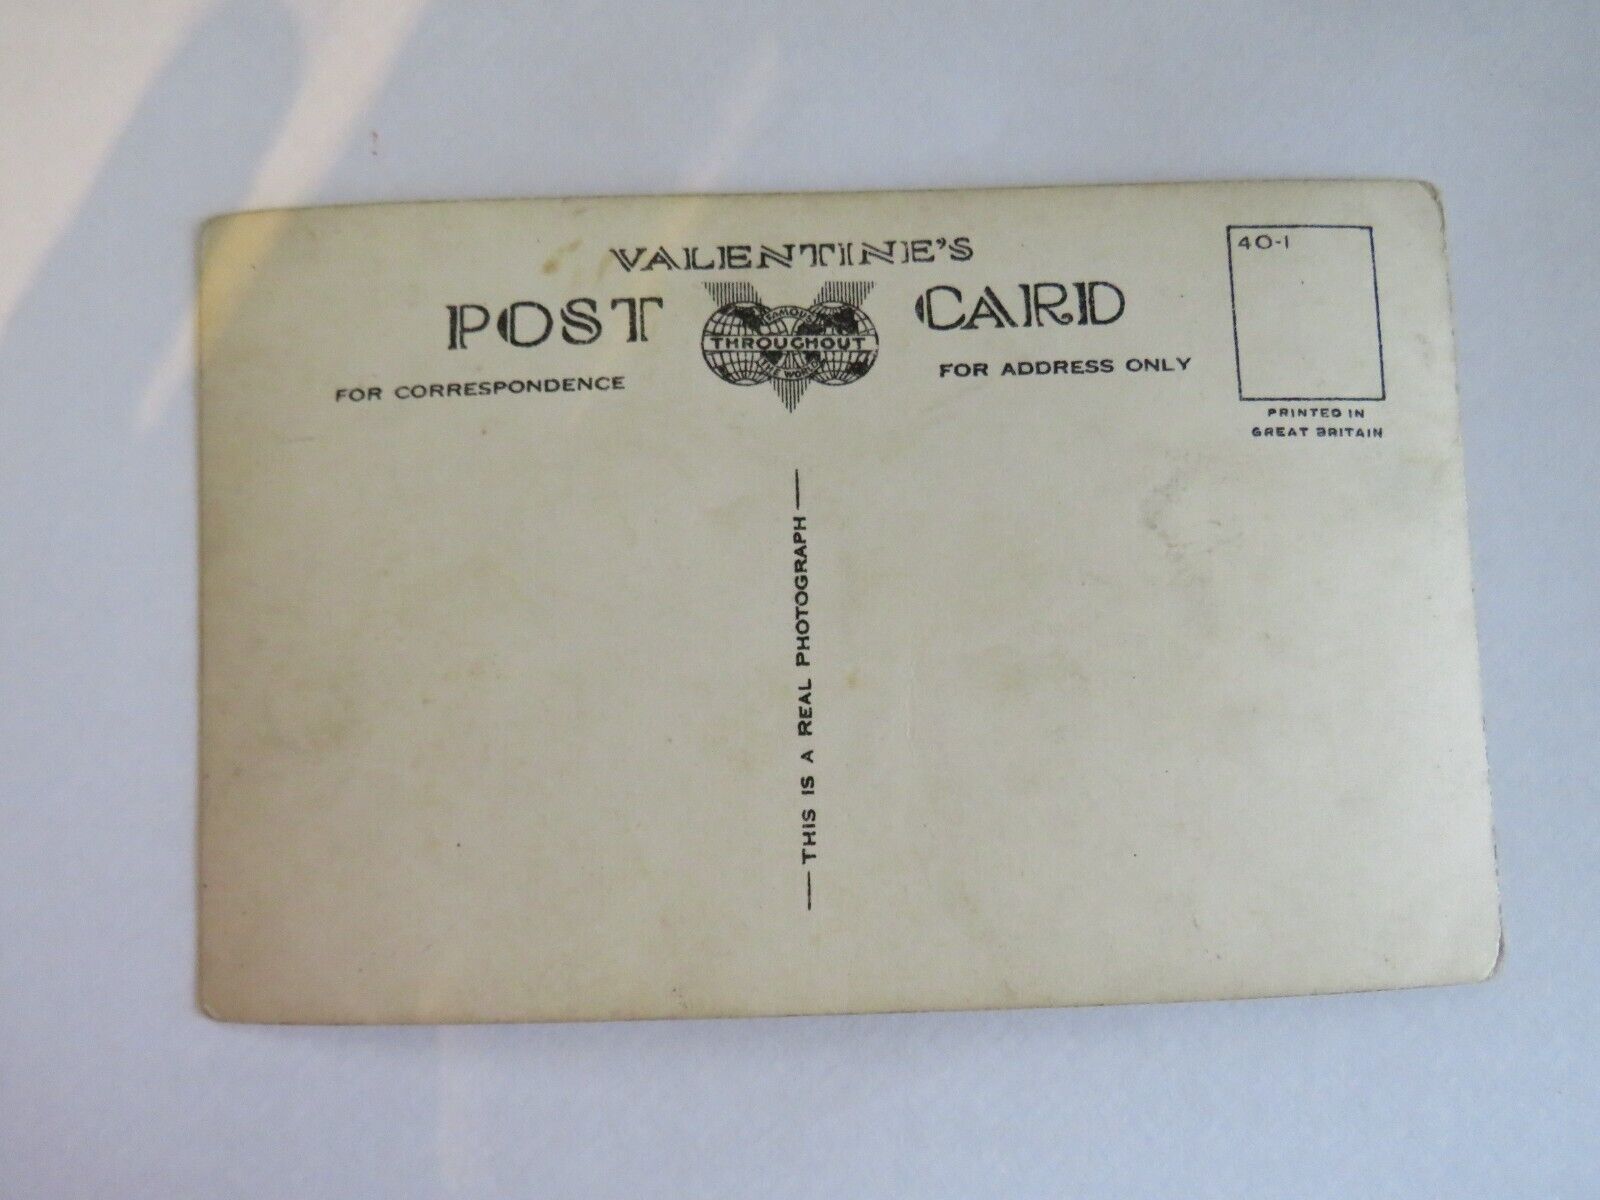 VALENTINE'S
POST CARD
FAMOUS
THROUGHOUT
THE WORLD
FOR CORRESPONDENCE
FOR ADDRESS ONLY
40-1
PRINTED IN
GREAT BRITAIN
THIS IS A REAL PHOTOGRAPH